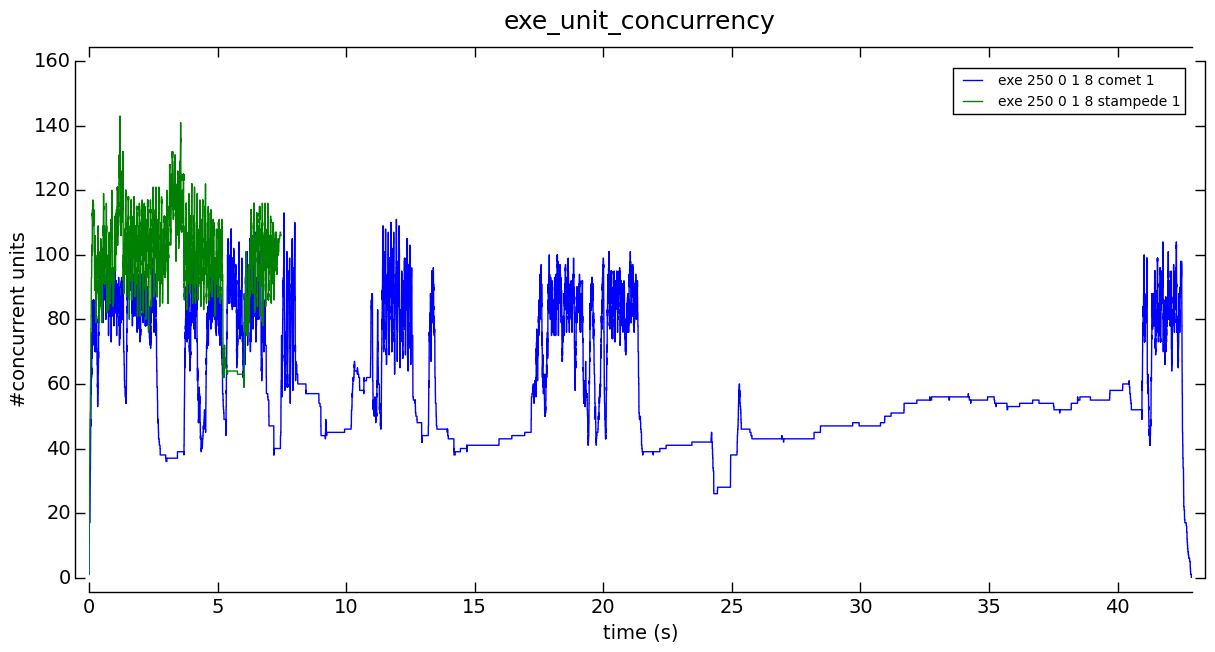 exe_unit_concurrency
160
140
120
100
80
60
40
20
0
#concurrent units
exe 250 0 1 8 comet 1
exe 250 0 1 8 stampede 1
0 5 10 15 20 25 30 35 40
time (s)